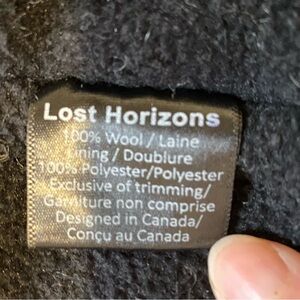 Lost Horizons
100% Wool / Laine
Lining / Doublure
100% Polyester/Polyester
Exclusive of trimming/
Garniture non comprise
Designed in Canada/
Conçu au Canada